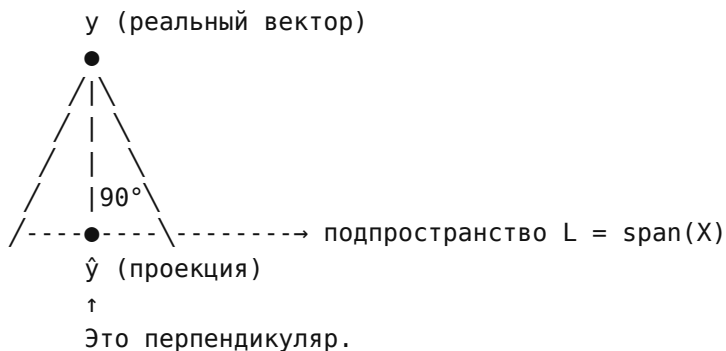 y (реальный вектор)
90°
подпространство L = span(X)
ŷ (проекция)
↑
Это перпендикуляр.